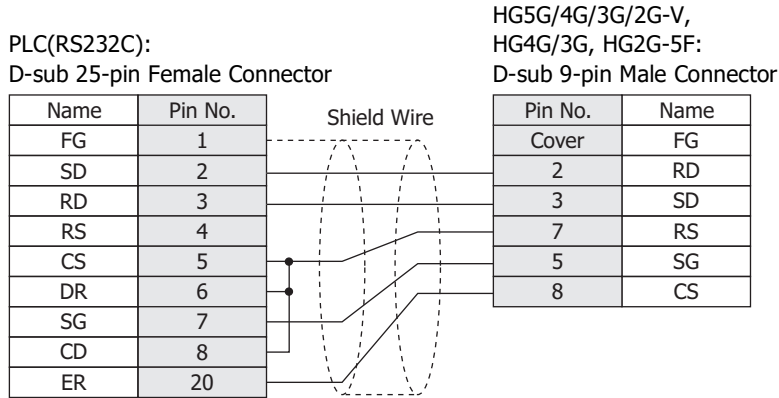 PLC(RS232C):
D-sub 25-pin Female Connector
HG5G/4G/3G/2G-V,
HG4G/3G, HG2G-5F:
D-sub 9-pin Male Connector
Shield Wire
Name Pin No.
FG 1
SD 2
RD 3
RS 4
CS 5
DR 6
SG 7
CD 8
ER 20
Pin No. Name
Cover FG
2 RD
3 SD
7 RS
5 SG
8 CS